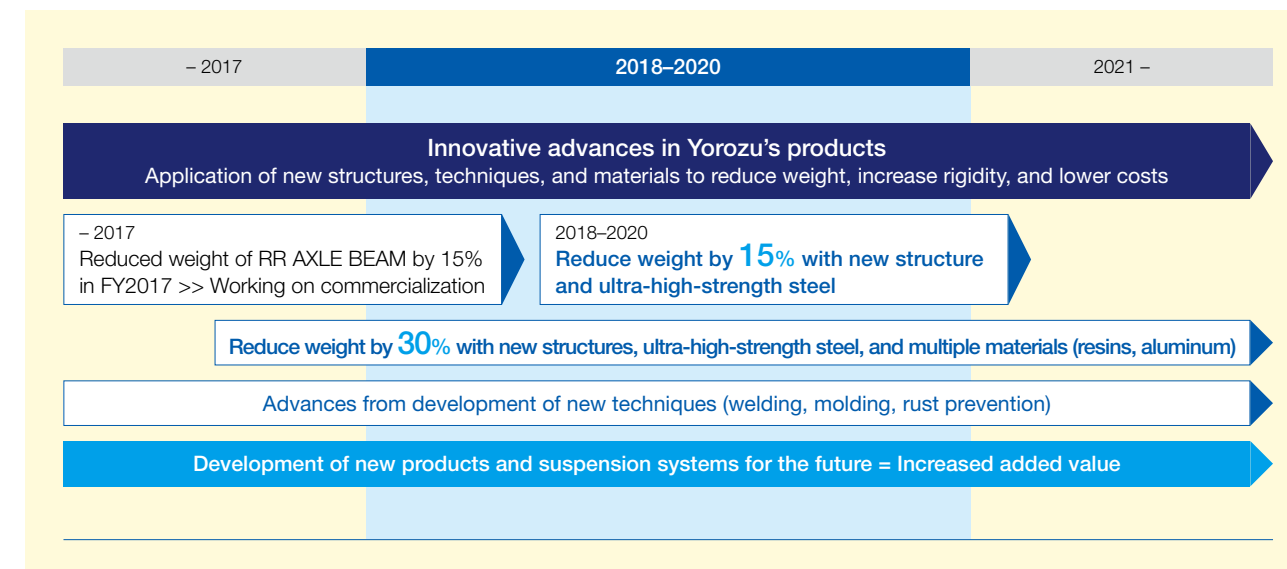 – 2017
2018–2020
2021 –
Innovative advances in Yorozu's products
Application of new structures, techniques, and materials to reduce weight, increase rigidity, and lower costs
– 2017
Reduced weight of RR AXLE BEAM by 15%
in FY2017 >> Working on commercialization
2018–2020
Reduce weight by 15% with new structure
and ultra-high-strength steel
Reduce weight by 30% with new structures, ultra-high-strength steel, and multiple materials (resins, aluminum)
Advances from development of new techniques (welding, molding, rust prevention)
Development of new products and suspension systems for the future = Increased added value